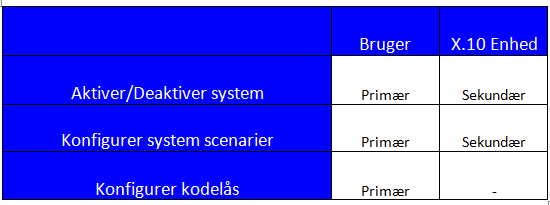 Bruger X.10 Enhed
Aktiver/Deaktiver system Primær Sekundær
Konfigurer system scenarier Primær Sekundær
Konfigurer kodelås Primær -